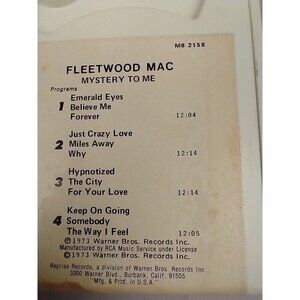 M8 2158
FLEETWOOD MAC
MYSTERY TO ME
Programs
1 Emerald Eyes
Believe Me
Forever 12:04
Just Crazy Love
2 Miles Away
Why 12:14
Hypnotized
3 The City
For Your Love 12:14
Keep On Going
4 Somebody
The Way I Feel 12:05
Ⓒ1973 Warner Bros. Records Inc.
Manufactured by RCA Music Service under License
Ⓟ1973 Warner Bros. Records Inc.
Reprise Records, a division of Warner Bros. Records Inc.
3300 Warner Blvd., Burbank, Calif. 91505
"Mfg. & Prtd. in U.S.A."